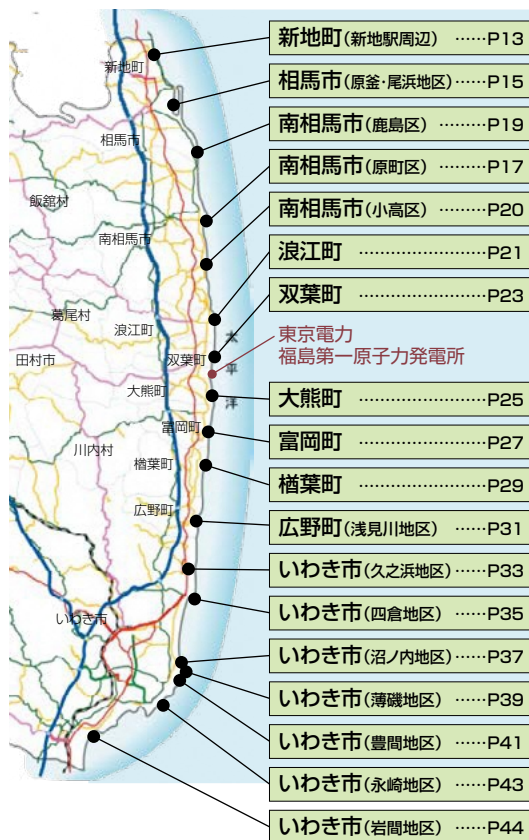 新地町(新地駅周辺) ……P13
相馬市(原釜・尾浜地区) ……P15
南相馬市(鹿島区) ………P19
南相馬市(原町区) ………P17
南相馬市(小高区) ………P20
浪江町 …………………P21
双葉町 …………………P23
東京電力
福島第一原子力発電所
大熊町 …………………P25
富岡町 …………………P27
楢葉町 …………………P29
広野町(浅見川地区) ……P31
いわき市(久之浜地区) ……P33
いわき市(四倉地区) ……P35
いわき市(沼ノ内地区) ……P37
いわき市(薄磯地区) ……P39
いわき市(豊間地区) ……P41
いわき市(永崎地区) ……P43
いわき市(岩間地区) ……P44
新地町
相馬市
飯舘村
南相馬市
葛尾村
浪江町
双葉町
田村市
大熊町
富岡町
川内村
楢葉町
広野町
いわき市
太平洋